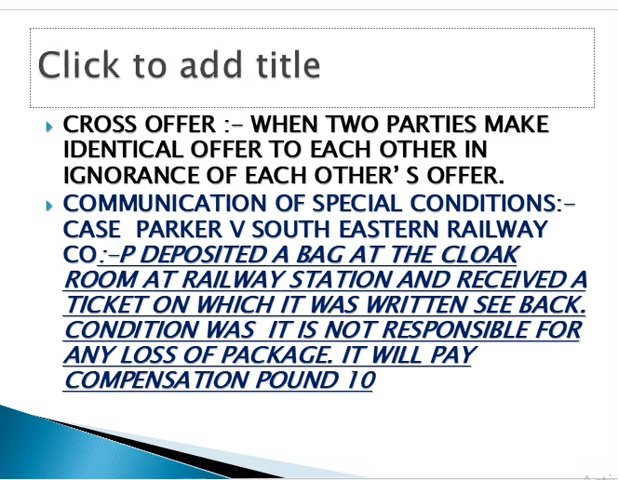 Click to add title
CROSS OFFER :- WHEN TWO PARTIES MAKE
IDENTICAL OFFER TO EACH OTHER IN
IGNORANCE OF EACH OTHER' S OFFER.
COMMUNICATION OF SPECIAL CONDITIONS:-
CASE PARKER V SOUTH EASTERN RAILWAY
CO:-P DEPOSITED A BAG AT THE CLOAK
ROOM AT RAILWAY STATION AND RECEIVED A
TICKET ON WHICH IT WAS WRITTEN SEE BACK.
CONDITION WAS IT IS NOT RESPONSIBLE FOR
ANY LOSS OF PACKAGE. IT WILL PAY
COMPENSATION POUND 10